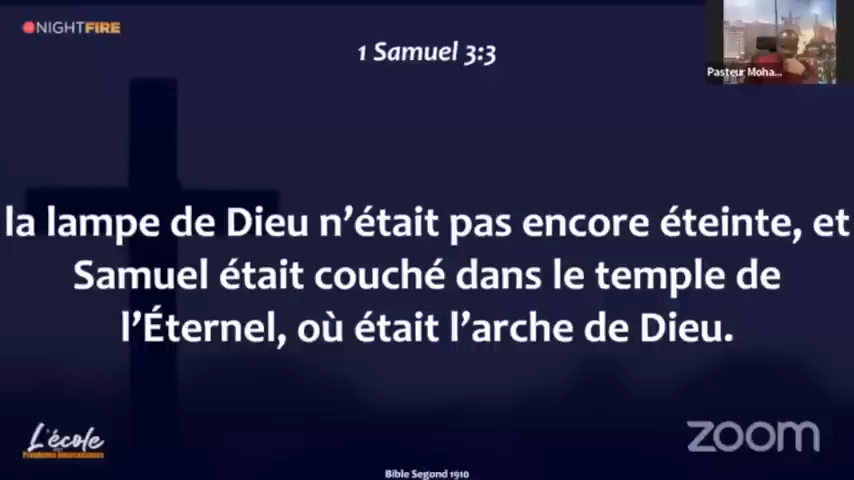 NIGHTFIRE
1 Samuel 3:3
Pasteur Moha...
la lampe de Dieu n’était pas encore éteinte, et
Samuel était couché dans le temple de
l’Éternel, où était l’arche de Dieu.
L'école
zoom
Bible Segond 1910